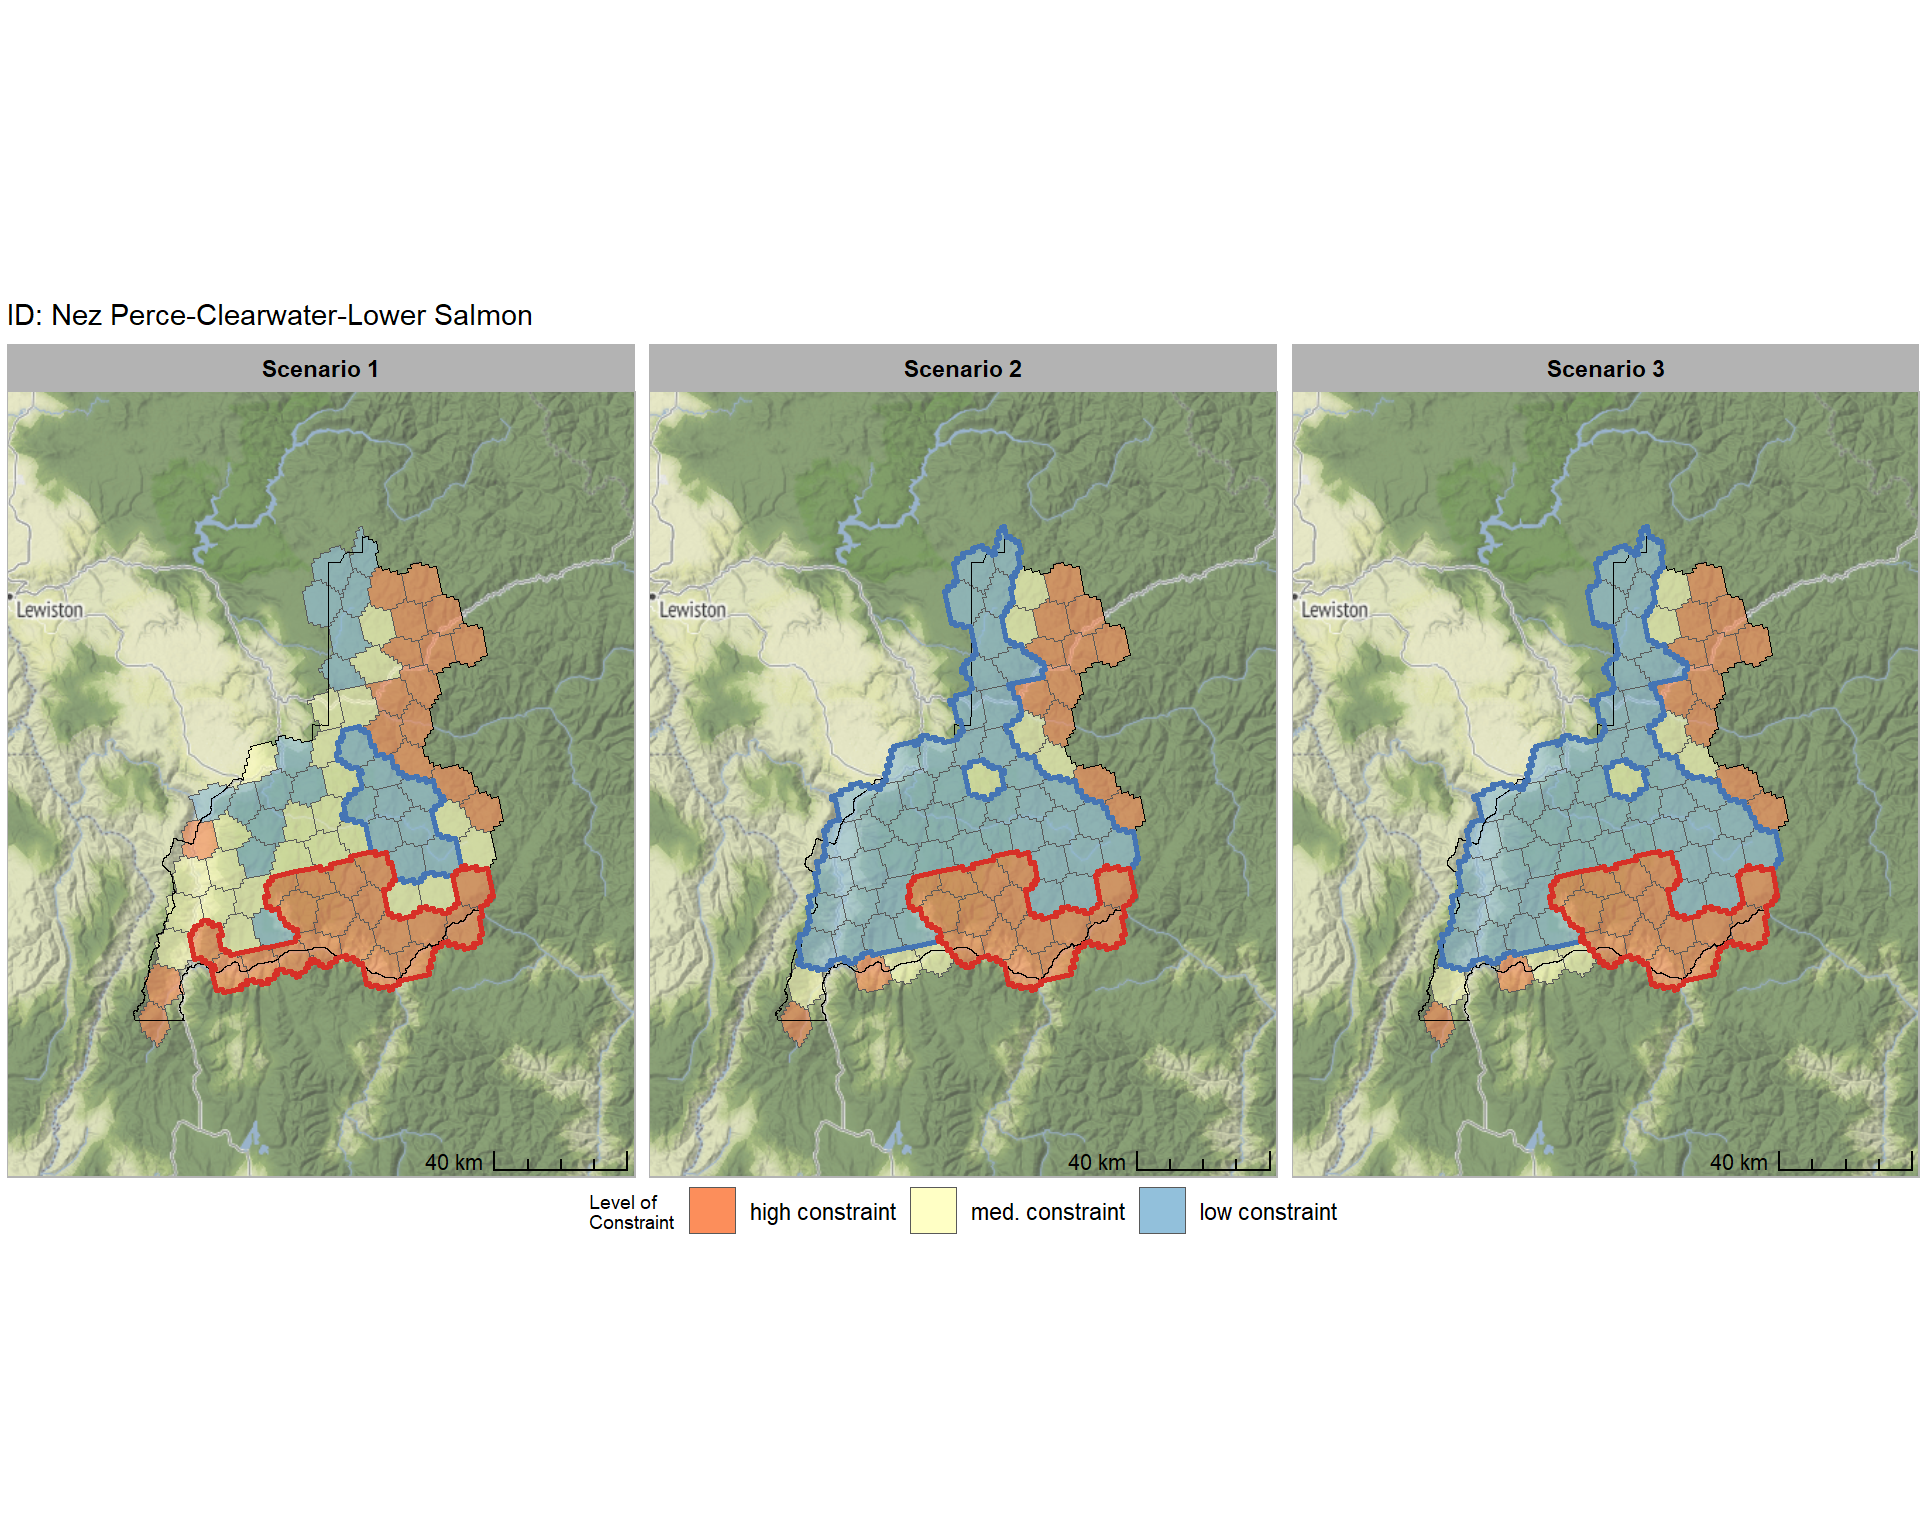 ID: Nez Perce-Clearwater-Lower Salmon
Scenario 1
Scenario 2
Scenario 3
Lewiston
Lewiston
Lewiston
40 km
40 km
40 km
Level of
Constraint
high constraint
med. constraint
low constraint